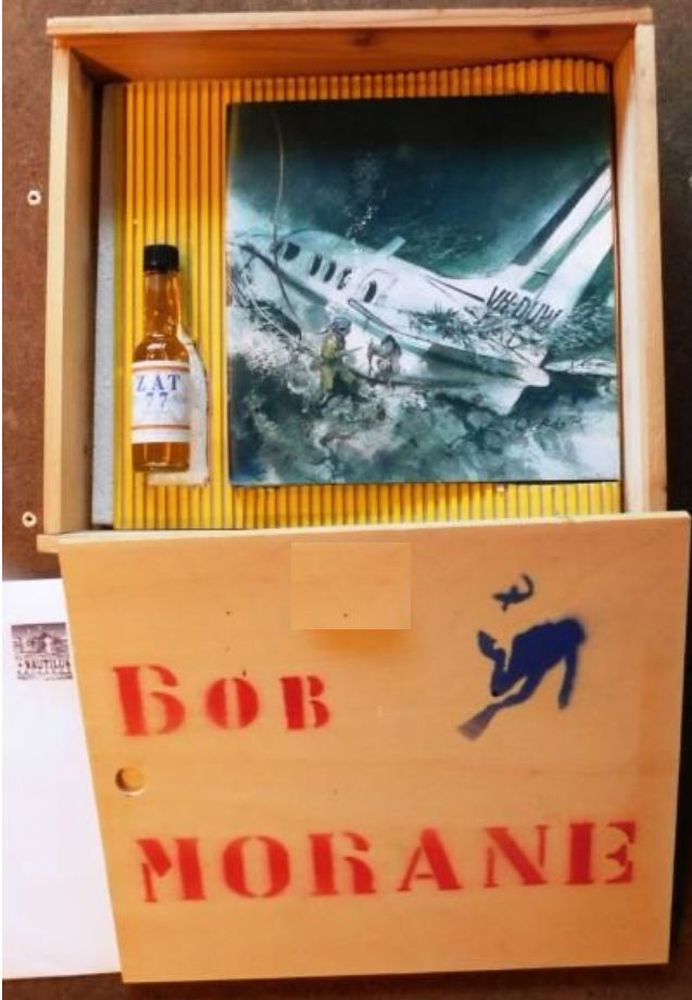 ZAT
77
VH-DUW
NAUTILUS
BOB
MORANE